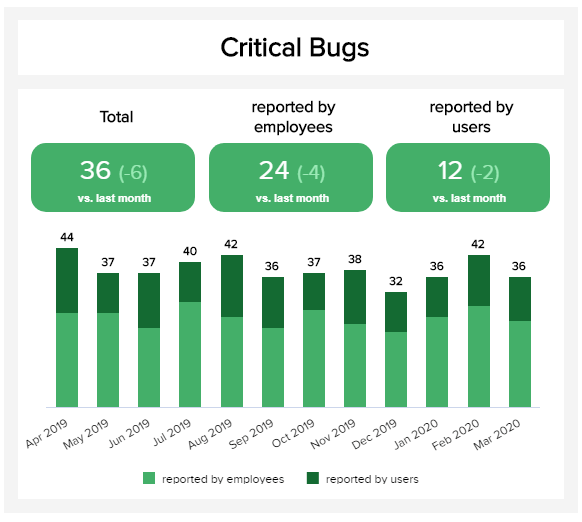 Critical Bugs
Total
reported by
employees
reported by
users
36 (-6)
vs. last month
24 (-4)
vs. last month
12 (-2)
vs. last month
44
37
37
40
42
36
37
38
32
36
42
36
Apr 2019
May 2019
Jun 2019
Jul 2019
Aug 2019
Sep 2019
Oct 2019
Nov 2019
Dec 2019
Jan 2020
Feb 2020
Mar 2020
reported by employees
reported by users